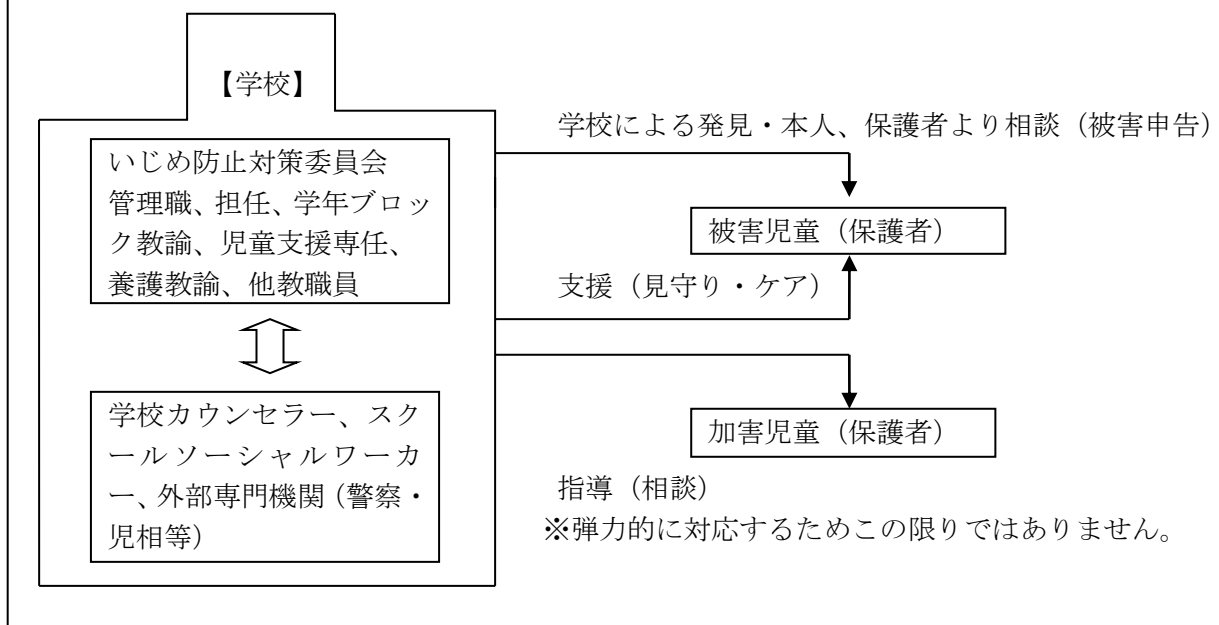 【学校】
いじめ防止対策委員会
管理職、担任、学年ブロッ
ク教諭、児童支援専任、
養護教諭、他教職員
学校カウンセラー、スク
ールソーシャルワーカ
ー、外部専門機関（警察・
児相等）
学校による発見・本人、保護者より相談（被害申告）
被害児童（保護者）
支援（見守り・ケア）
加害児童（保護者）
指導（相談）
※弾力的に対応するためこの限りではありません。